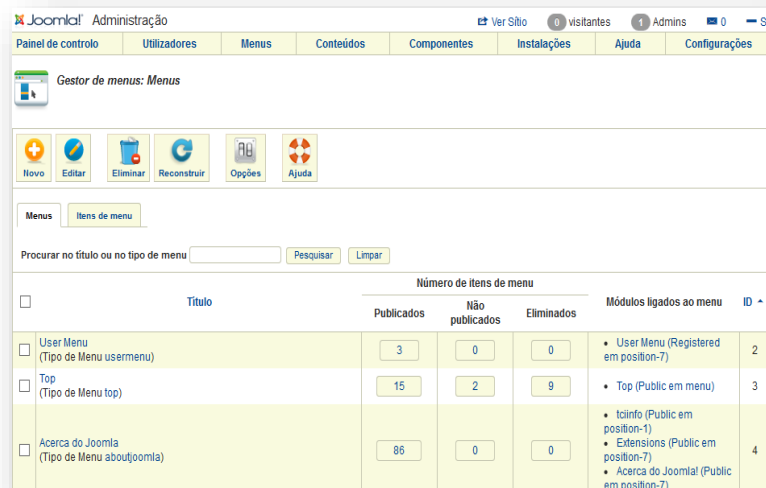 Joomla! Administração
Ver Sítio 0 visitantes 1 Admins 0 S
Painel de controlo Utilizadores Menus Conteúdos Componentes Instalações Ajuda Configurações
Gestor de menus: Menus
Novo Editar Eliminar Reconstruir Opções Ajuda
Menus Itens de menu
Procurar no título ou no tipo de menu Pesquisar Limpar
Título
Número de itens de menu
Publicados
Não
publicados
Eliminados
Módulos ligados ao menu
ID
User Menu
(Tipo de Menu usermenu)
3 0 0
• User Menu (Registered
em position-7)
2
Top
(Tipo de Menu top)
15 2 9
• Top (Public em menu)
3
Acerca do Joomla
(Tipo de Menu aboutjoomla)
86 0 0
• tciinfo (Public em
position-1)
• Extensions (Public em
position-7)
• Acerca do Joomla! (Public
em position-7)
4